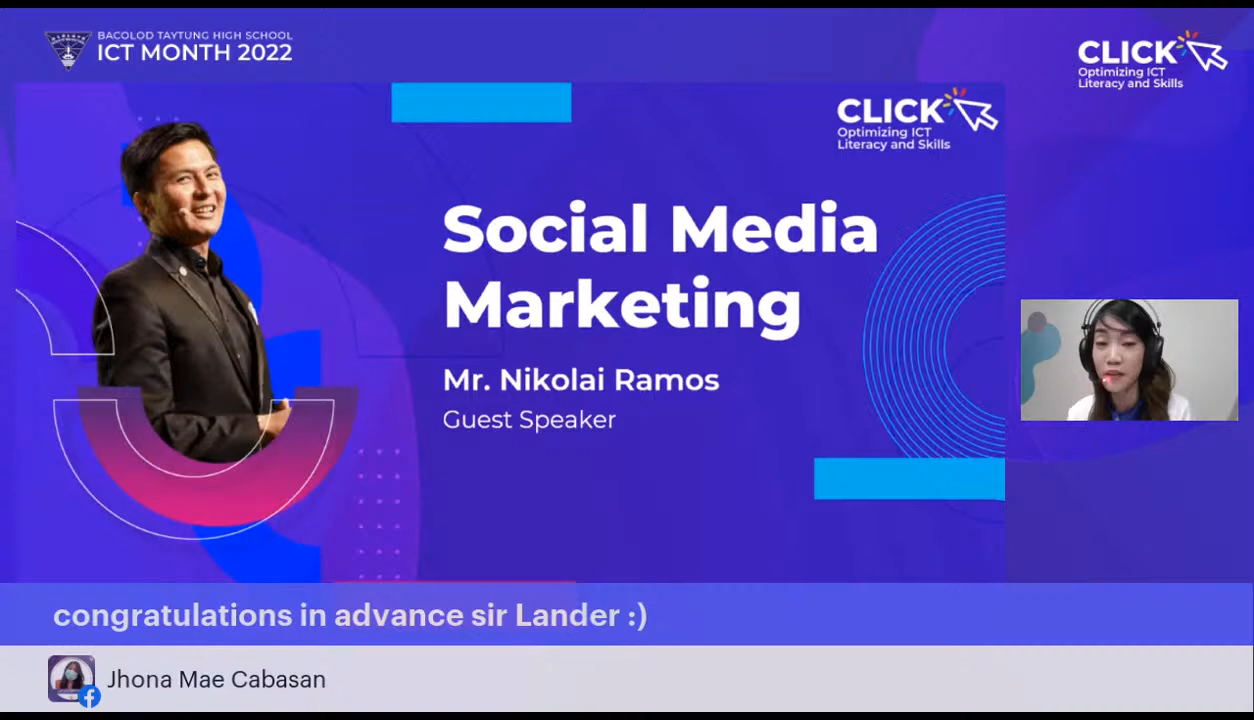 BACOLOD TAYTUNG HIGH SCHOOL
ICT MONTH 2022
CLICK
Optimizing ICT
Literacy and Skills
CLICK
Optimizing ICT
Literacy and Skills
Social Media
Marketing
Mr. Nikolai Ramos
Guest Speaker
congratulations in advance sir Lander :)
Jhona Mae Cabasan